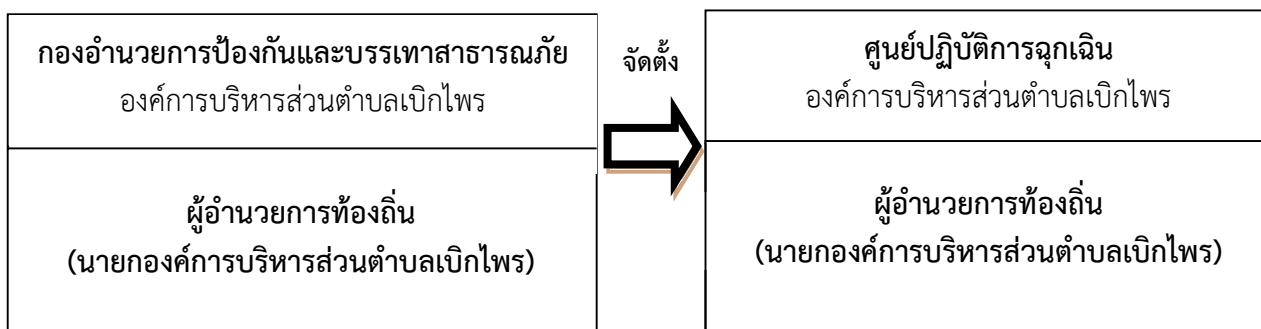 กองอำนวยการป้องกันและบรรเทาสาธารณภัย
องค์การบริหารส่วนตำบลเบิกไพร
ผู้อำนวยการท้องถิ่น
(นายกองค์การบริหารส่วนตำบลเบิกไพร)
จัดตั้ง
ศูนย์ปฏิบัติการฉุกเฉิน
องค์การบริหารส่วนตำบลเบิกไพร
ผู้อำนวยการท้องถิ่น
(นายกองค์การบริหารส่วนตำบลเบิกไพร)